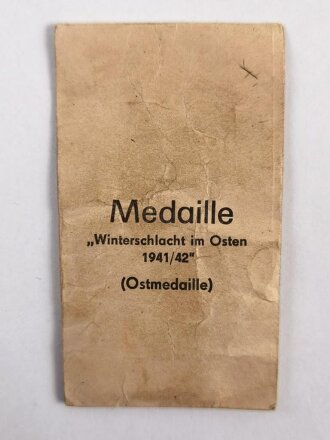 Medaille
„Winterschlacht im Osten
1941/42"
(Ostmedaille)